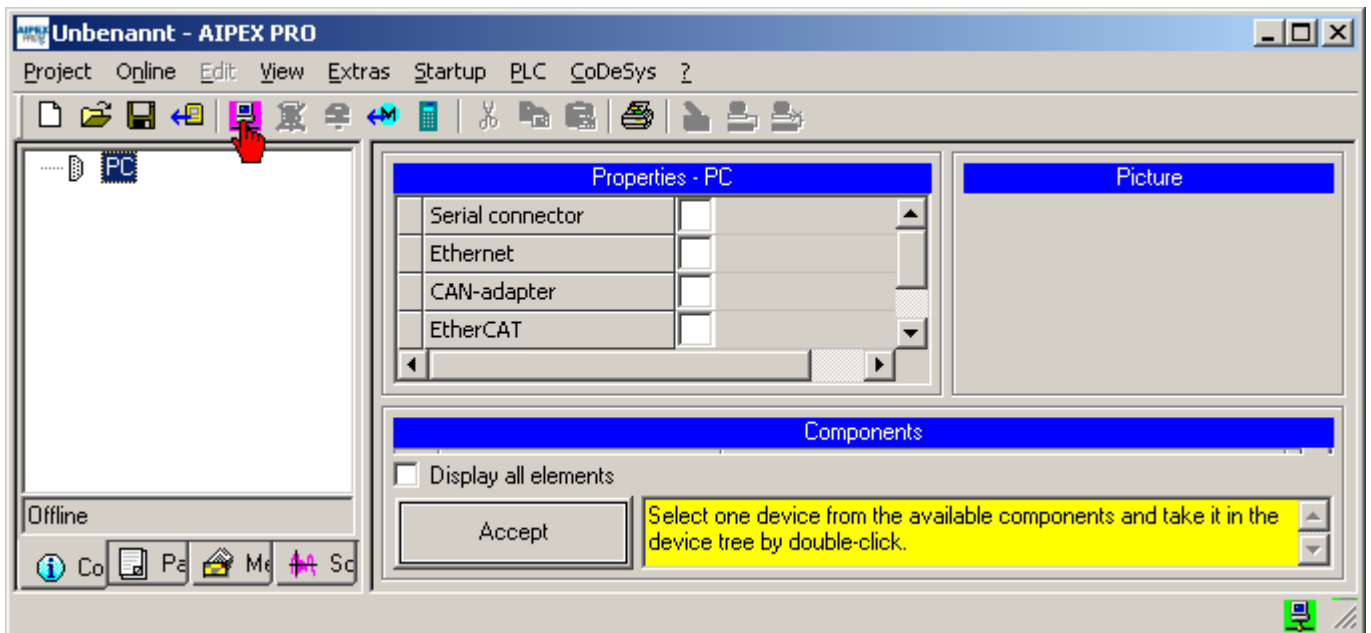 Unbenannt - AIPEX PRO
Project Online Edit View Extras Startup PLC CoDeSys ?
PC
Properties - PC
Picture
Serial connector
Ethernet
CAN-adapter
EtherCAT
Components
Display all elements
Offline
Accept
Select one device from the available components and take it in the
device tree by double-click.
Co Pa Me Sc